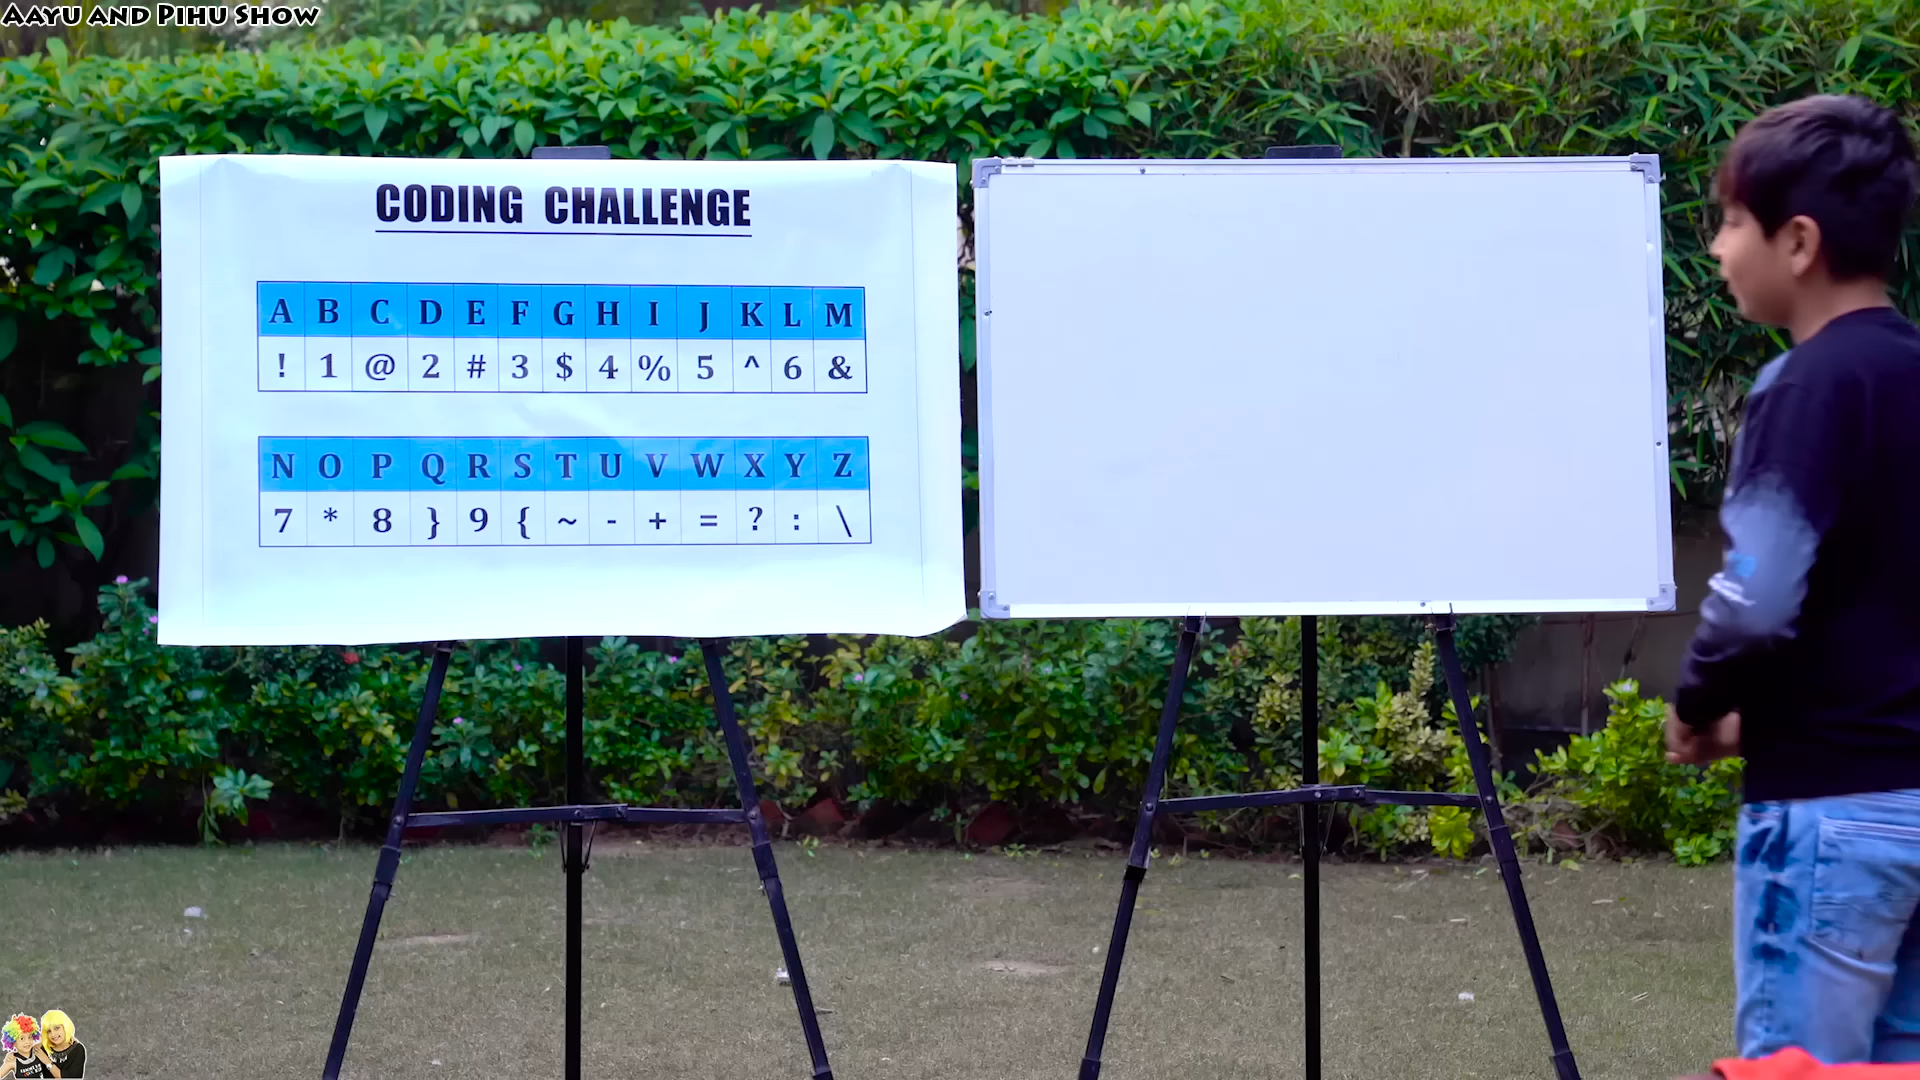 AAYU AND PIHU SHOW
CODING CHALLENGE
A B C D E F G H I J K L M
! 1 @ 2 # 3 $ 4 % 5 ^ 6 &
N O P Q R S T U V W X Y Z
7 * 8 } 9 { ~ - + = ? : \